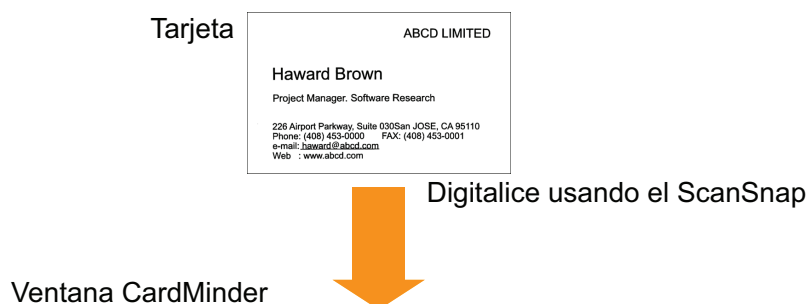 Tarjeta
ABCD LIMITED
Haward Brown
Project Manager. Software Research
226 Airport Parkway, Suite 030San JOSE, CA 95110
Phone: (408) 453-0000 FAX: (408) 453-0001
e-mail: haward@abcd.com
Web : www.abcd.com
Digitalice usando el ScanSnap
Ventana CardMinder